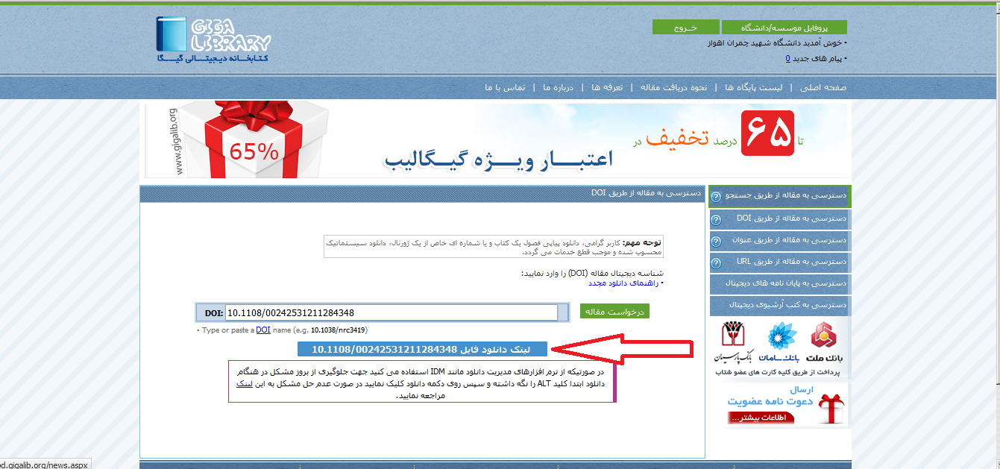 GIGA
LIBRARY
کتابخانه دیجیتالی گیگا
پروفایل موسسه/دانشگاه
خروج
• خوش آمدید دانشگاه شهید چمران اهواز
• پیام های جدید 0
صفحه اصلی | لیست پایگاه ها | نحوه دریافت مقاله | تعرفه ها | درباره ما | تماس با ما
تا ۶۵ درصد تخفیف در
اعتبار ویژه گیگالیب
65%
www.gigalib.org
دسترسی به مقاله از طریق جستجو
دسترسی به مقاله از طریق DOI
دسترسی به مقاله از طریق عنوان
دسترسی به مقاله از طریق URL
دسترسی به پایان نامه های دیجیتال
دسترسی به کتب آرشیوی دیجیتال
بانک ملت
بانک سامان
بانک پارسیان
پرداخت از طریق کلیه کارت های عضو شتاب
ارسال
دعوت نامه عضویت
اطلاعات بیشتر...
دسترسی به مقاله از طریق DOI
توجه مهم: کاربر گرامی، دانلود پیاپی فصول یک کتاب و یا شماره ای خاص از یک ژورنال، دانلود سیستماتیک
محسوب شده و موجب قطع خدمات می گردد.
شناسه دیجیتال مقاله (DOI) را وارد نمایید:
• راهنمای دانلود مجدد
DOI: 10.1108/00242531211284348
درخواست مقاله
• Type or paste a DOI name (e.g. 10.1038/nrc3419)
لینک دانلود فایل 10.1108/00242531211284348
در صورتیکه از نرم افزارهای مدیریت دانلود مانند IDM استفاده می کنید جهت جلوگیری از بروز مشکل در هنگام
دانلود ابتدا کلید ALT را نگه داشته و سپس روی دکمه دانلود کلیک نمایید در صورت عدم حل مشکل به این لینک
مراجعه نمایید.
od.gigalib.org/news.aspx